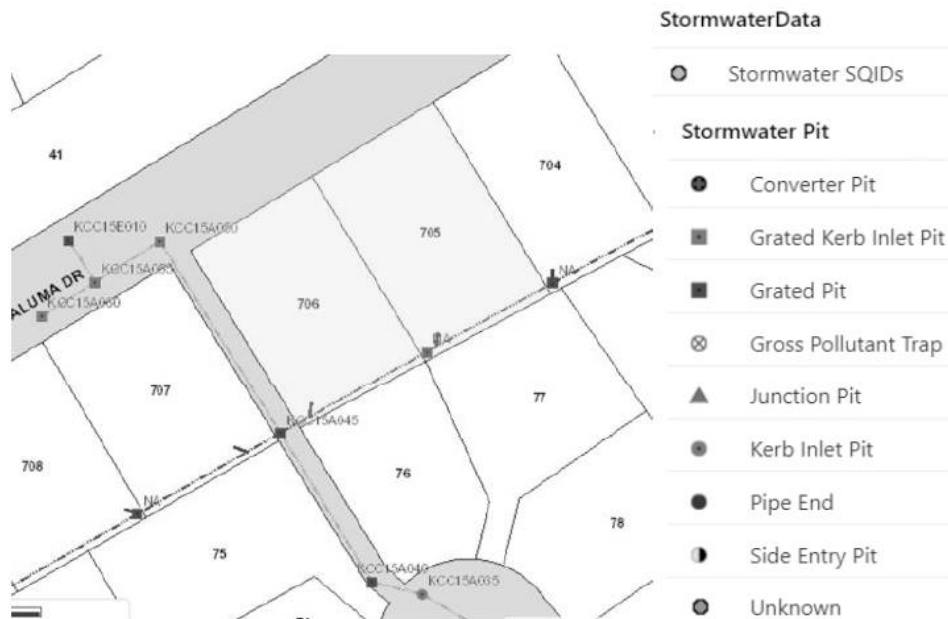 StormwaterData
Stormwater SQIDs
Stormwater Pit
Converter Pit
Grated Kerb Inlet Pit
Grated Pit
Gross Pollutant Trap
Junction Pit
Kerb Inlet Pit
Pipe End
Side Entry Pit
Unknown
41
704
KCC15E010
705
ALUMA DR
NA
706
707
77
KCC15A045
708
76
NA
78
75
KCC15A040
KCC15A035